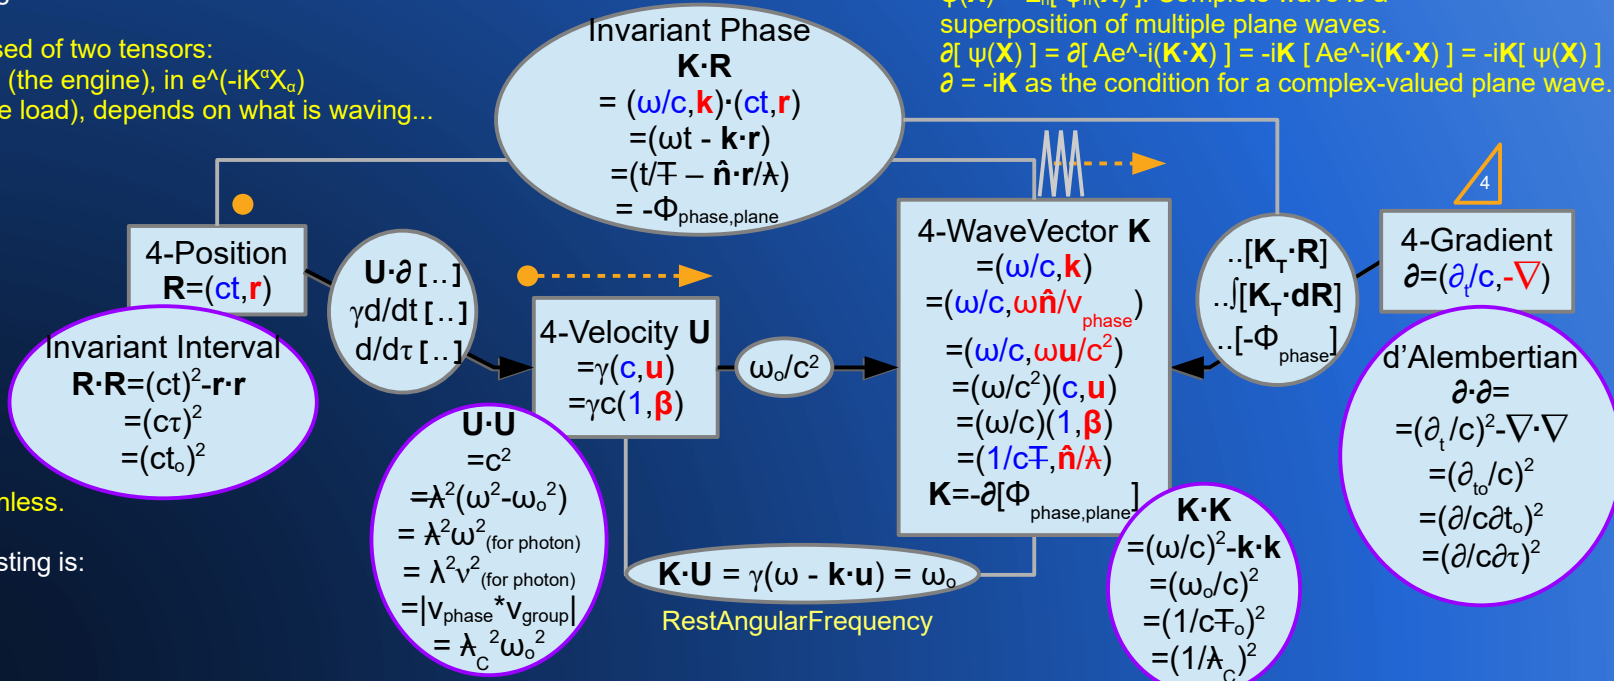 sed of two tensors:
(the engine), in e^(-iK^αX_α)
e load), depends on what is waving...
superposition of multiple plane waves.
∂[ ψ(X) ] = ∂[ Ae^-i(K·X) ] = -iK [ Ae^-i(K·X) ] = -iK[ ψ(X) ]
∂ = -iK as the condition for a complex-valued plane wave.
Invariant Phase
K·R
= (ω/c,k)·(ct,r)
=(ωt - k·r)
=(t/Ŧ – n̂·r/ƛ)
= -Φphase,plane
4-Position
R=(ct,r)
Invariant Interval
R·R=(ct)²-r·r
=(cτ)²
=(ctₒ)²
U·∂[..]
γd/dt [..]
d/dτ [..]
4-Velocity U
=γ(c,u)
=γc(1,β)
U·U
=c²
=ƛ²(ω²-ωₒ²)
= ƛ²ω²(for photon)
= λ²ν²(for photon)
=|vphase*vgroup|
= ƛC²ωₒ²
ωₒ/c²
4-WaveVector K
=(ω/c,k)
=(ω/c,ωn̂/vphase)
=(ω/c,ωu/c²)
=(ω/c²)(c,u)
=(ω/c)(1,β)
=(1/cŦ,n̂/ƛ)
K=-∂[Φphase,plane]
K·U = γ(ω - k·u) = ωₒ
RestAngularFrequency
K·K
=(ω/c)²-k·k
=(ωₒ/c)²
=(1/cŦₒ)²
=(1/ƛC)²
..[KT·R]
..∫[KT·dR]
..[-Φphase]
4
4-Gradient
∂=(∂t/c,-∇)
d’Alembertian
∂·∂=
=(∂t/c)²-∇·∇
=(∂to/c)²
=(∂/c∂tₒ)²
=(∂/c∂τ)²
nless.
sting is: